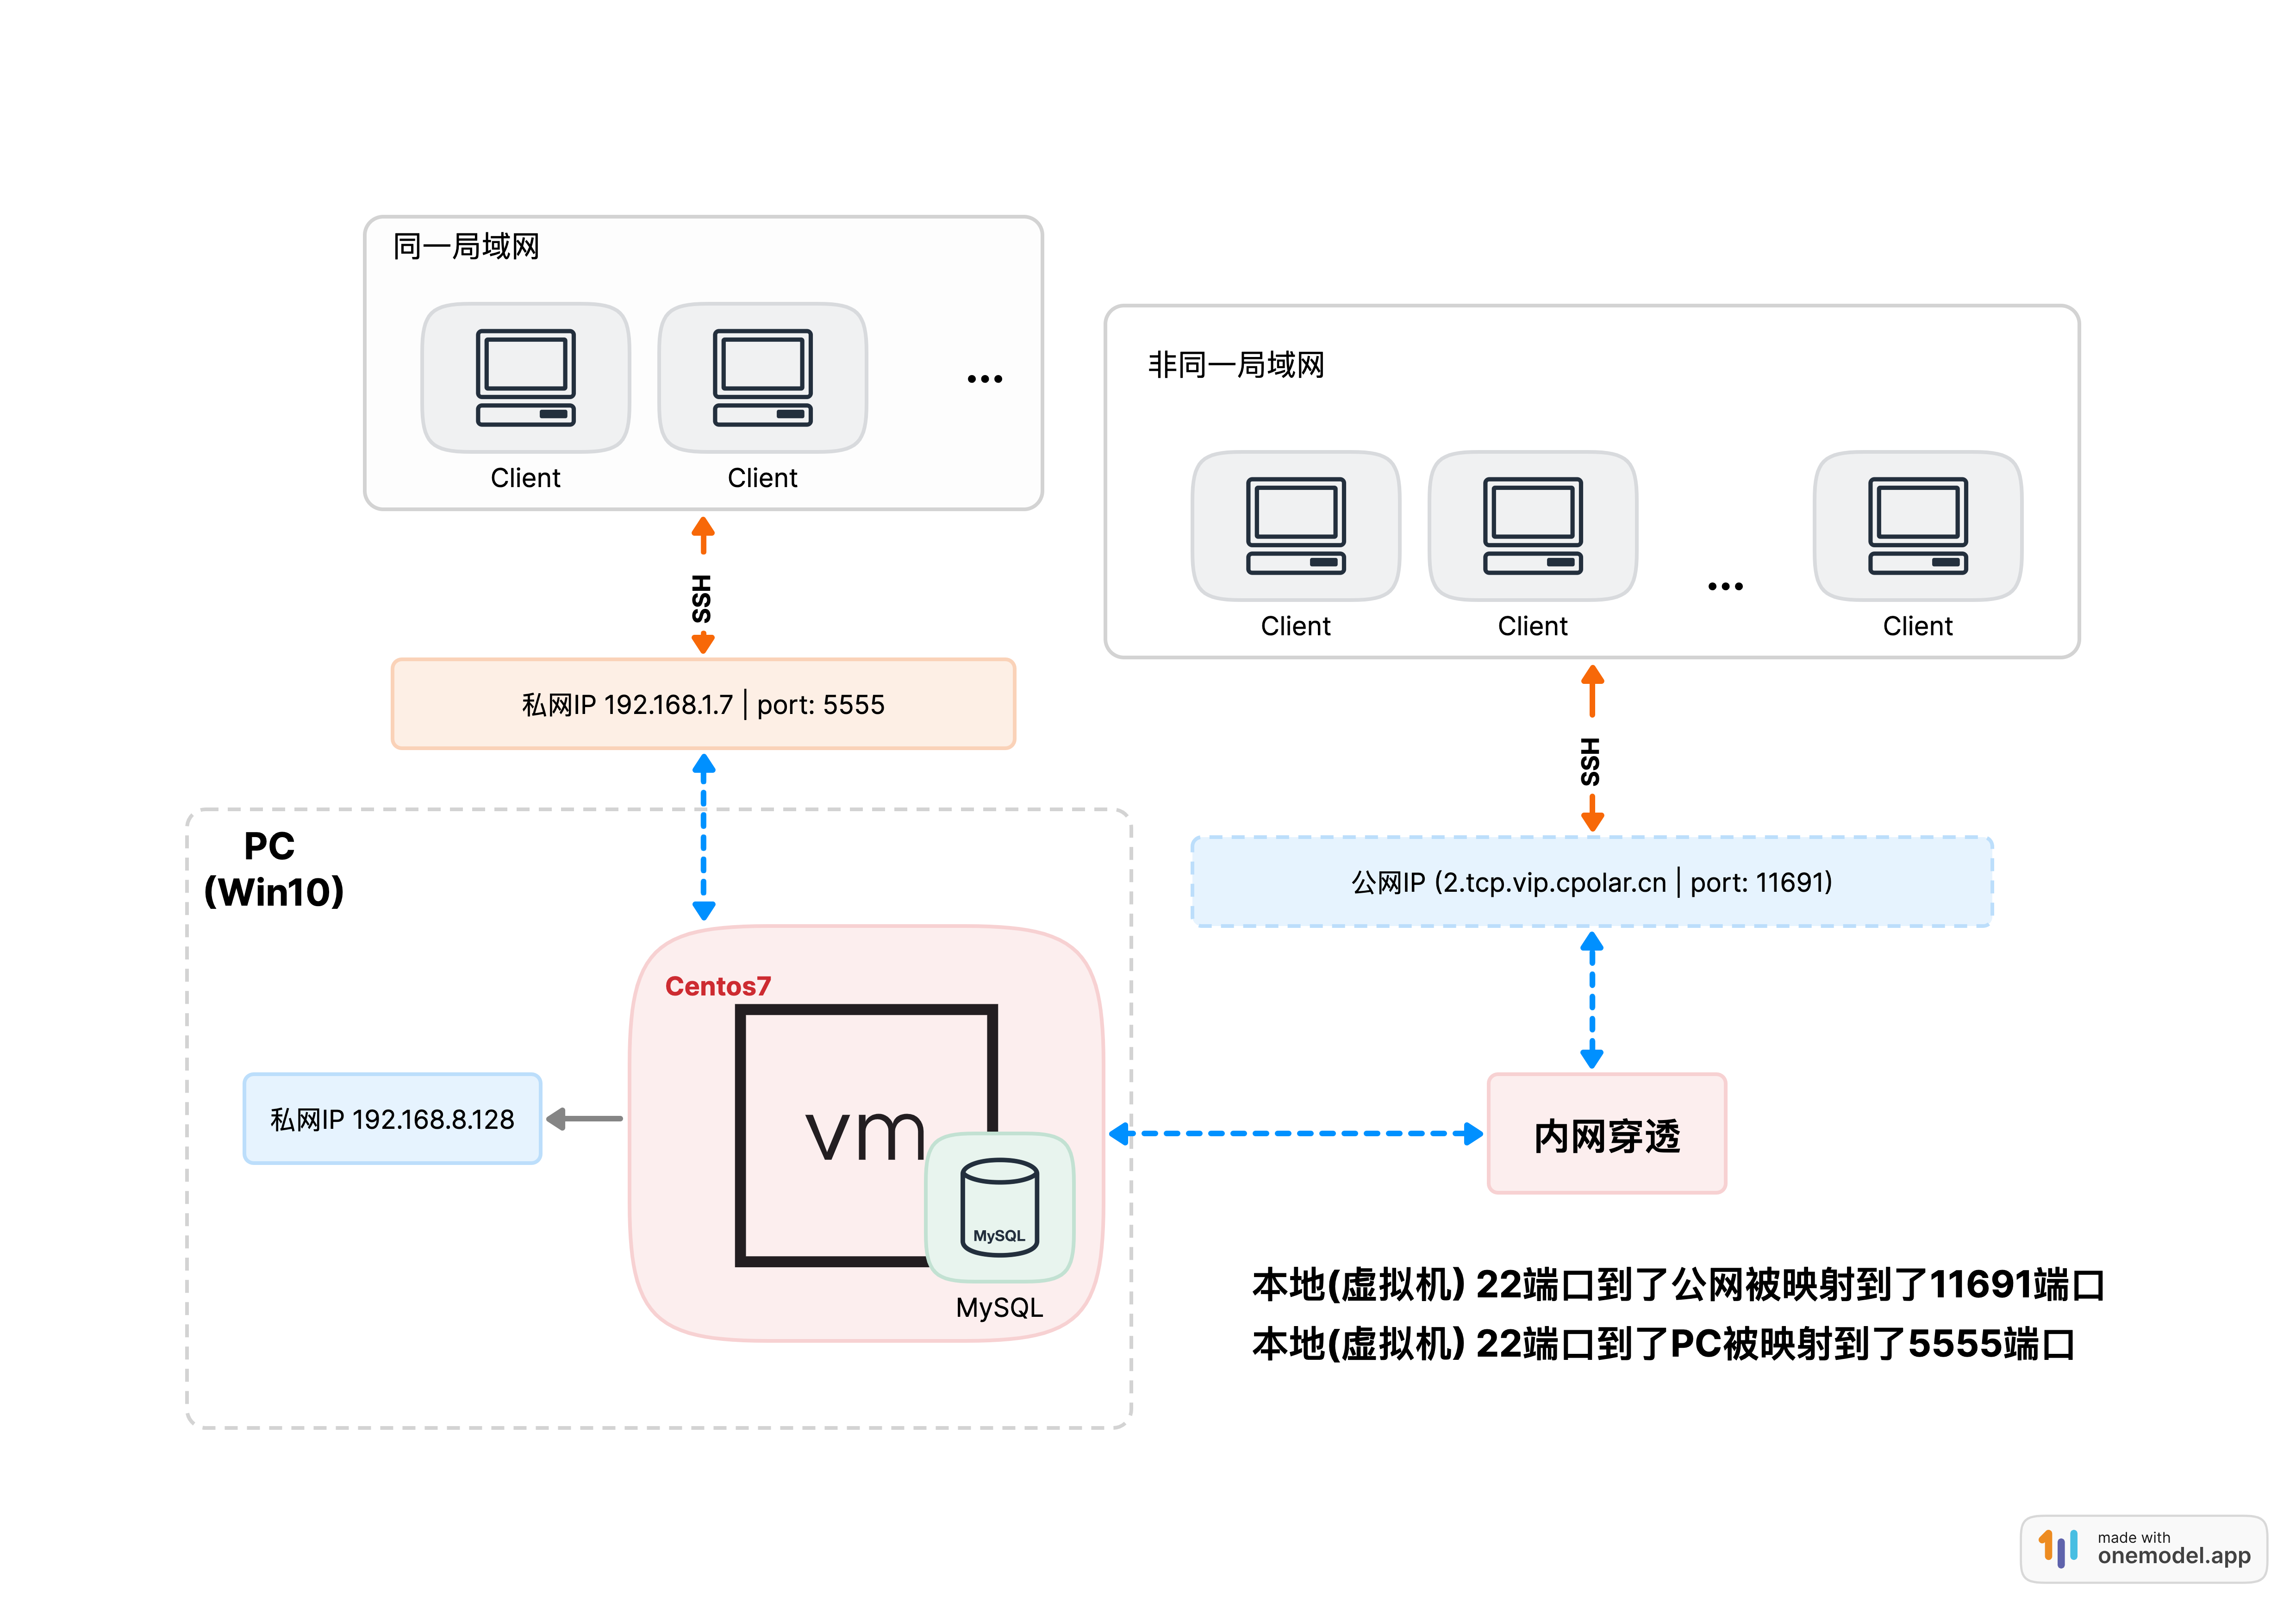 同一局域网
Client
Client
...
非同一局域网
Client
Client
...
Client
SSH
SSH
私网IP 192.168.1.7 | port: 5555
公网IP (2.tcp.vip.cpolar.cn | port: 11691)
PC
(Win10)
Centos7
vm
MySQL
MySQL
私网IP 192.168.8.128
内网穿透
本地(虚拟机) 22端口到了公网被映射到了11691端口
本地(虚拟机) 22端口到了PC被映射到了5555端口
made with
onemodel.app